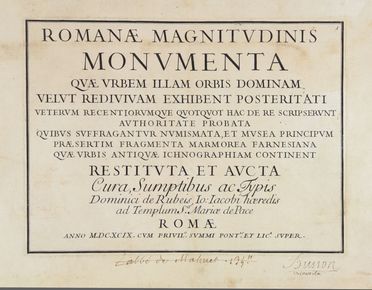 ROMANÆ MAGNITVDINIS
MONVMENTA
QVÆ VRBEM ILLAM ORBIS DOMINAM
VELVT REDIVIVAM EXHIBENT POSTERITATI
VETERVM RECENTIORVMQVE QVOTQVOT HAC DE RE SCRIPSERVNT
AVTHORITATE PROBATA
QVIBVS SVFFRAGANTVR NVMISMATA, ET MVSEA PRINCIPVM
PRÆSERTIM FRAGMENTA MARMOREA FARNESIANA
QVÆ VRBIS ANTIQVÆ ICHNOGRAPHIAM CONTINENT
RESTITVTA ET AVCTA
Cura, Sumptibus ac Typis
Dominici de Rubeis, Io: Iacobi hæredis
ad Templum S.æ Mariæ de Pace
ROMÆ
ANNO M.DC.XCIX. CVM PRIVIL.º SVMMI PONT.is ET LIC.ª SVPER.